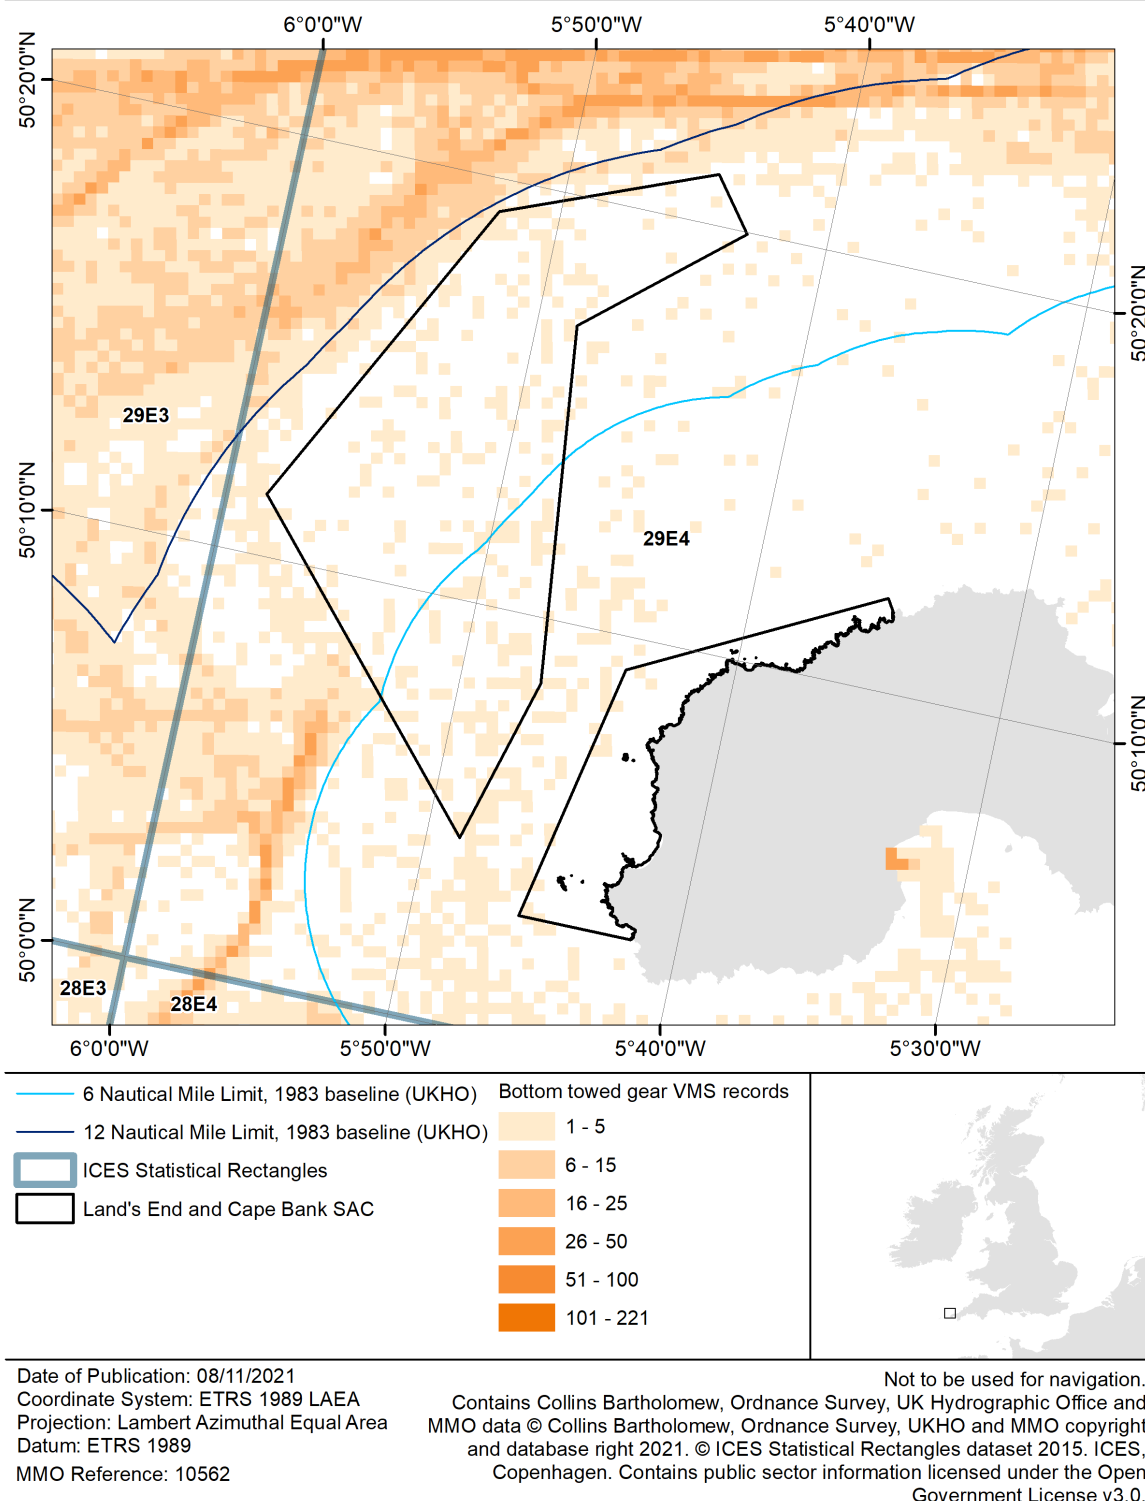 6°0'0"W
5°50'0"W
5°40'0"W
50°20'0"N
50°20'0"N
29E3
50°10'0"N
29E4
50°10'0"N
50°0'0"N
28E3
28E4
6°0'0"W
5°50'0"W
5°40'0"W
5°30'0"W
6 Nautical Mile Limit, 1983 baseline (UKHO)
12 Nautical Mile Limit, 1983 baseline (UKHO)
ICES Statistical Rectangles
Land's End and Cape Bank SAC
Bottom towed gear VMS records
1 - 5
6 - 15
16 - 25
26 - 50
51 - 100
101 - 221
Date of Publication: 08/11/2021
Coordinate System: ETRS 1989 LAEA
Projection: Lambert Azimuthal Equal Area
Datum: ETRS 1989
MMO Reference: 10562
Not to be used for navigation.
Contains Collins Bartholomew, Ordnance Survey, UK Hydrographic Office and
MMO data © Collins Bartholomew, Ordnance Survey, UKHO and MMO copyright
and database right 2021. © ICES Statistical Rectangles dataset 2015. ICES,
Copenhagen. Contains public sector information licensed under the Open
Government License v3.0.